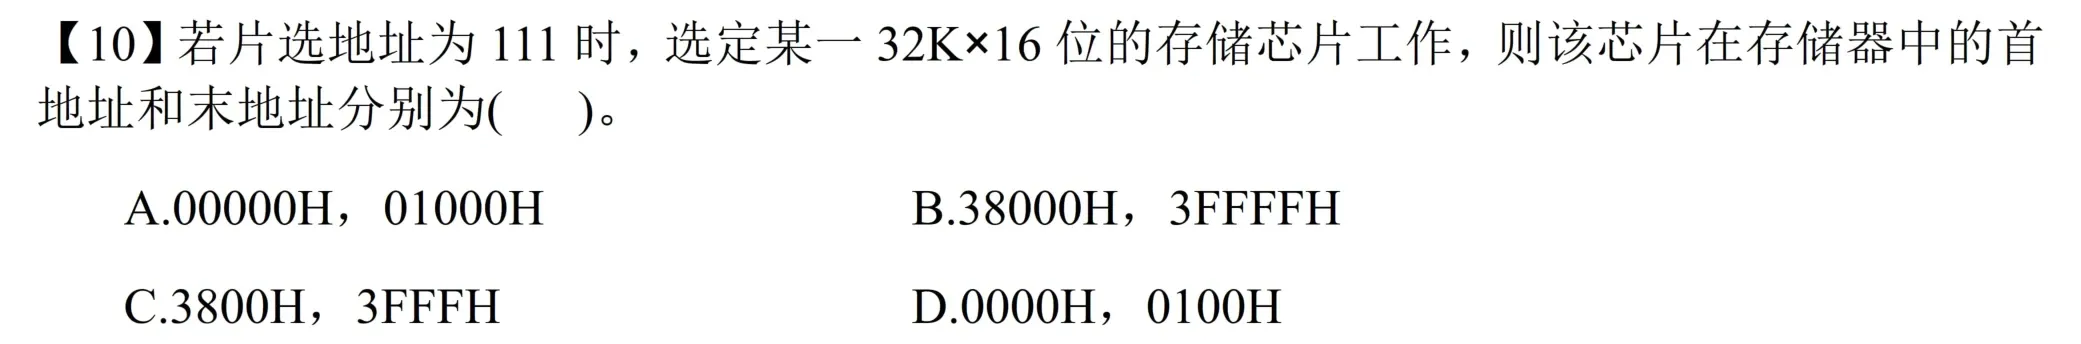 【10】若片选地址为 111 时，选定某一 32K×16 位的存储芯片工作，则该芯片在存储器中的首
地址和末地址分别为(    )。
A.00000H，01000H    B.38000H，3FFFFH
C.3800H，3FFFH    D.0000H，0100H